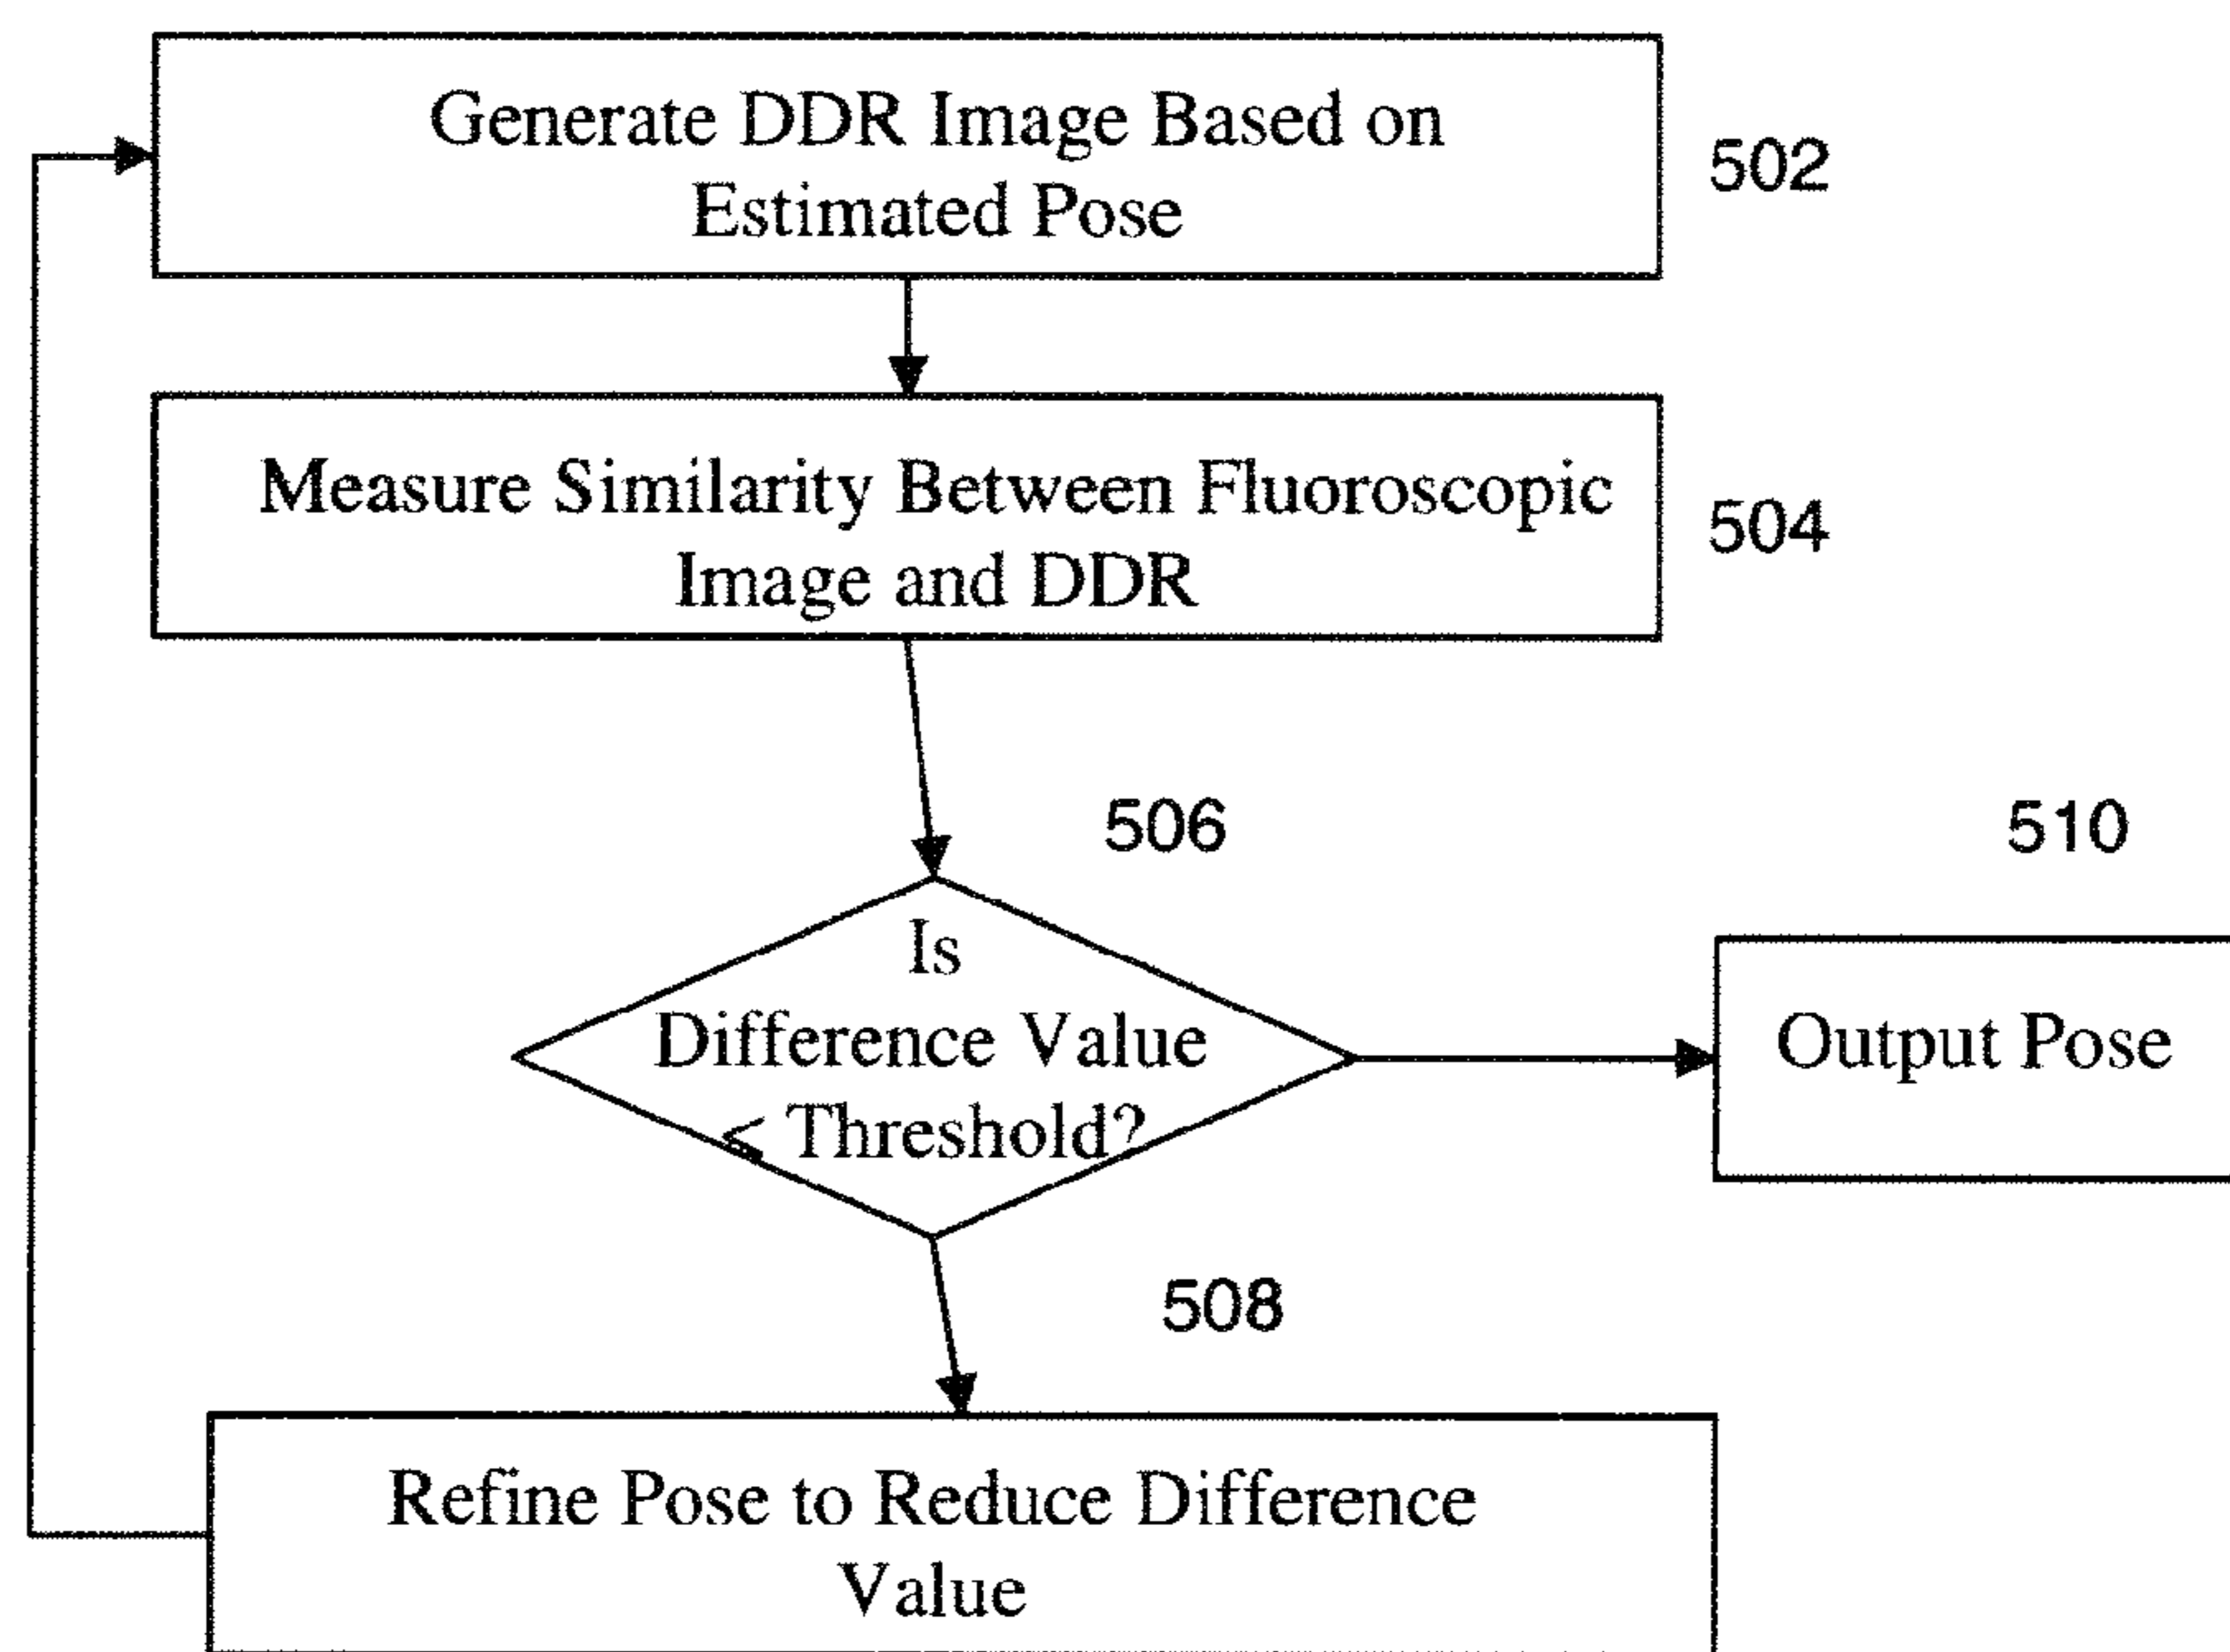 Generate DDR Image Based on
Estimated Pose
502
Measure Similarity Between Fluoroscopic
Image and DDR
504
506
510
Is
Difference Value
< Threshold?
Output Pose
508
Refine Pose to Reduce Difference
Value